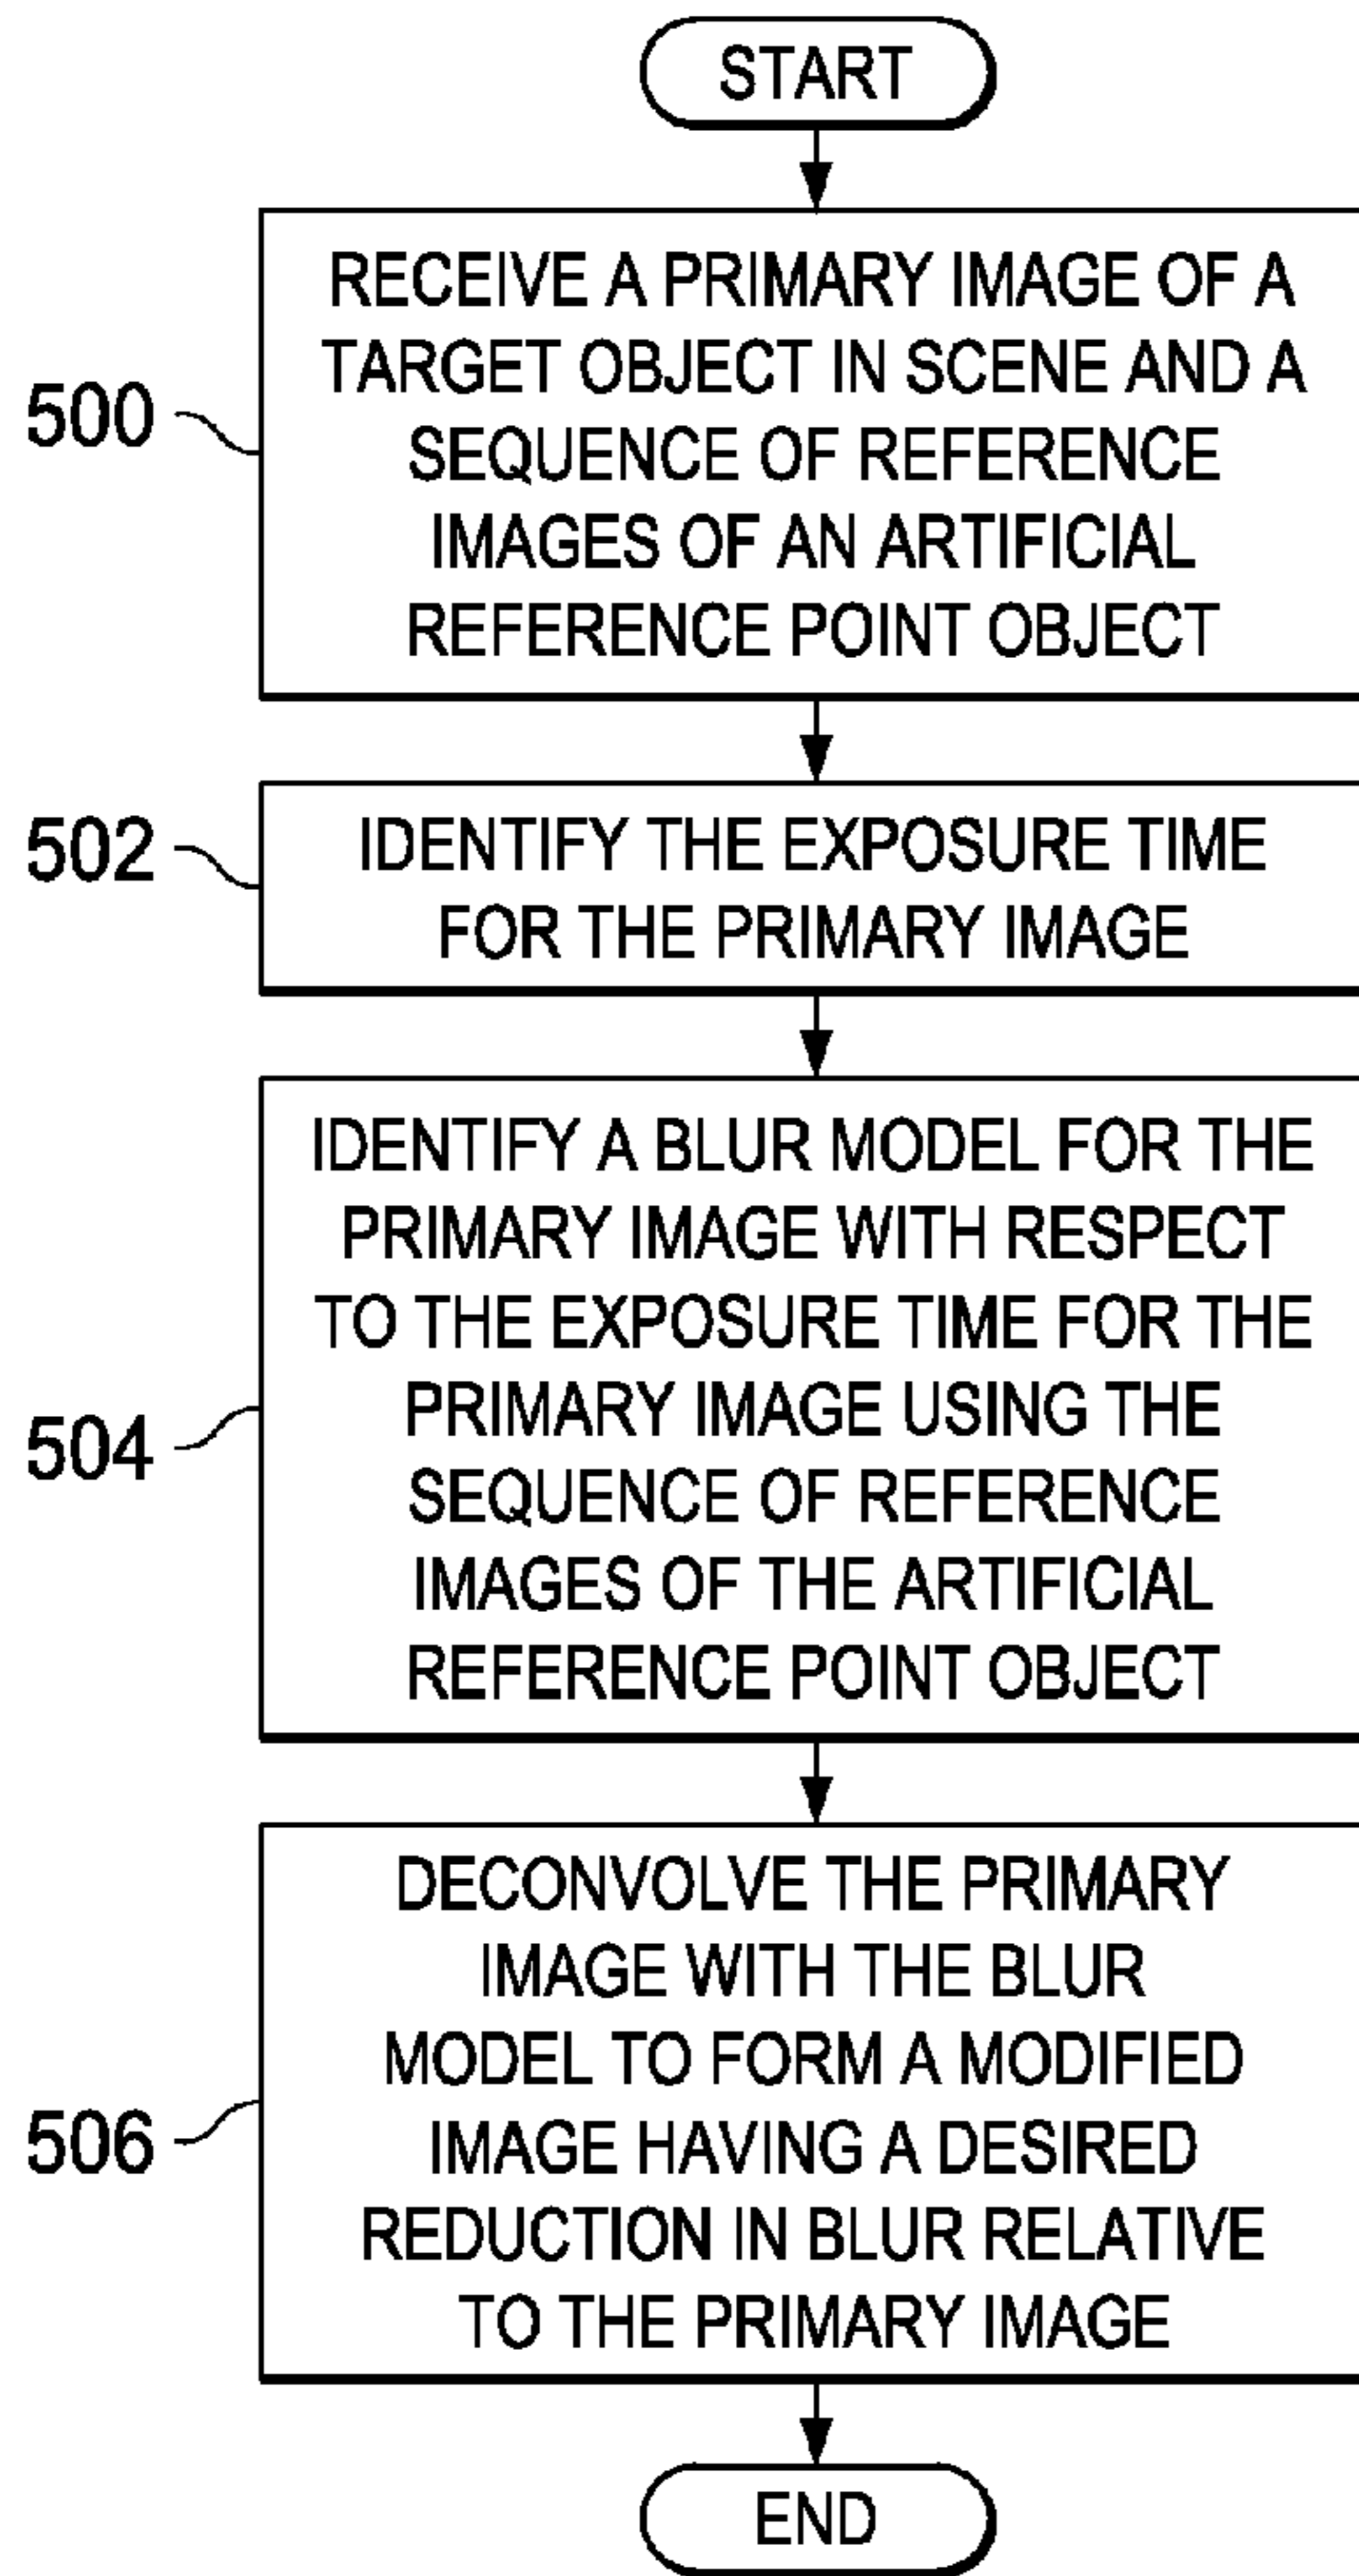 START
500
RECEIVE A PRIMARY IMAGE OF A
TARGET OBJECT IN SCENE AND A
SEQUENCE OF REFERENCE
IMAGES OF AN ARTIFICIAL
REFERENCE POINT OBJECT
502
IDENTIFY THE EXPOSURE TIME
FOR THE PRIMARY IMAGE
504
IDENTIFY A BLUR MODEL FOR THE
PRIMARY IMAGE WITH RESPECT
TO THE EXPOSURE TIME FOR THE
PRIMARY IMAGE USING THE
SEQUENCE OF REFERENCE
IMAGES OF THE ARTIFICIAL
REFERENCE POINT OBJECT
506
DECONVOLVE THE PRIMARY
IMAGE WITH THE BLUR
MODEL TO FORM A MODIFIED
IMAGE HAVING A DESIRED
REDUCTION IN BLUR RELATIVE
TO THE PRIMARY IMAGE
END